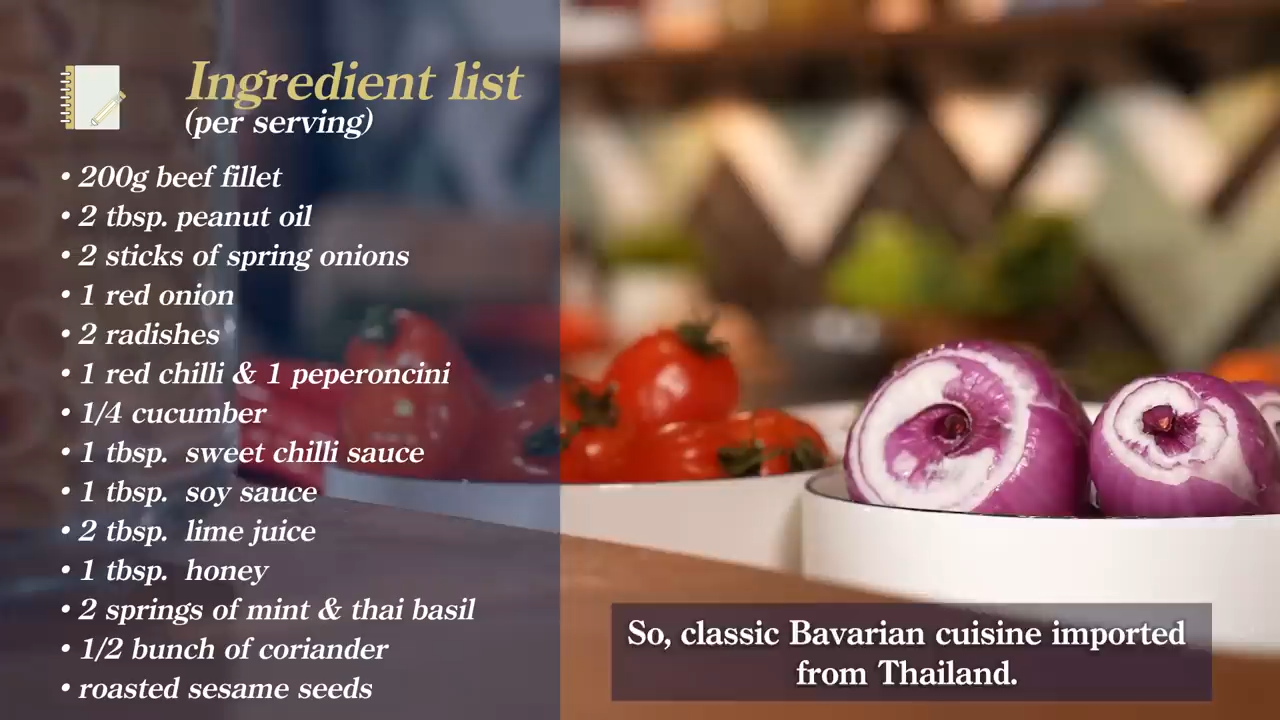 Ingredient list
(per serving)
• 200g beef fillet
• 2 tbsp. peanut oil
• 2 sticks of spring onions
• 1 red onion
• 2 radishes
• 1 red chilli & 1 peperoncini
• 1/4 cucumber
• 1 tbsp. sweet chilli sauce
• 1 tbsp. soy sauce
• 2 tbsp. lime juice
• 1 tbsp. honey
• 2 springs of mint & thai basil
• 1/2 bunch of coriander
• roasted sesame seeds
So, classic Bavarian cuisine imported
from Thailand.